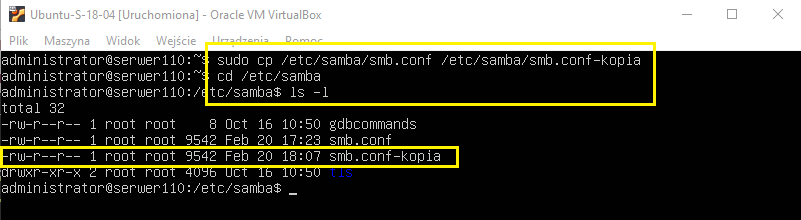 Ubuntu-S-18-04 [Uruchomiona] - Oracle VM VirtualBox
Plik Maszyna Widok Wejście Urządzenia Pomoc
administrator@serwer110:~$ sudo cp /etc/samba/smb.conf /etc/samba/smb.conf-kopia
administrator@serwer110:~$ cd /etc/samba
administrator@serwer110:/etc/samba$ ls -l
total 32
-rw-r--r-- 1 root root    8 Oct 16 10:50 gdbcommands
-rw-r--r-- 1 root root 9542 Feb 20 17:23 smb.conf
-rw-r--r-- 1 root root 9542 Feb 20 18:07 smb.conf-kopia
drwxr-xr-x 2 root root 4096 Oct 16 10:50 tls
administrator@serwer110:/etc/samba$ _